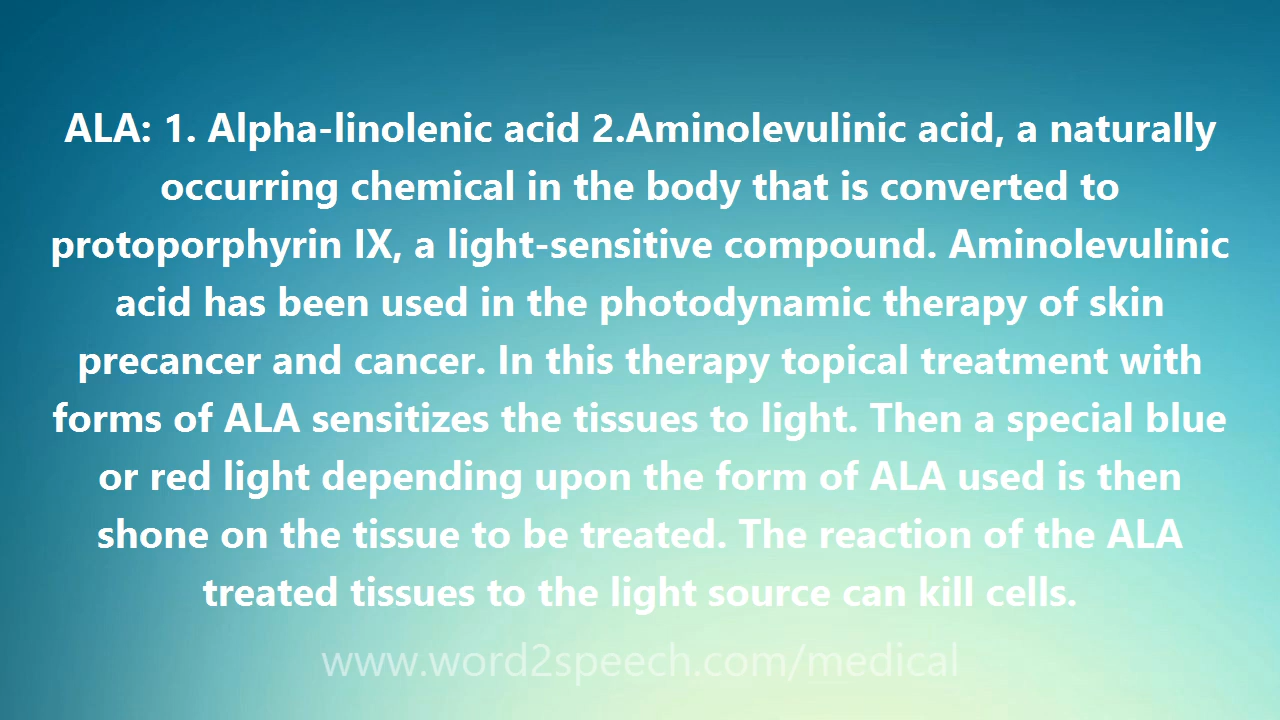 ALA: 1. Alpha-linolenic acid 2.Aminolevulinic acid, a naturally
occurring chemical in the body that is converted to
protoporphyrin IX, a light-sensitive compound. Aminolevulinic
acid has been used in the photodynamic therapy of skin
precancer and cancer. In this therapy topical treatment with
forms of ALA sensitizes the tissues to light. Then a special blue
or red light depending upon the form of ALA used is then
shone on the tissue to be treated. The reaction of the ALA
treated tissues to the light source can kill cells.
www.word2speech.com/medical